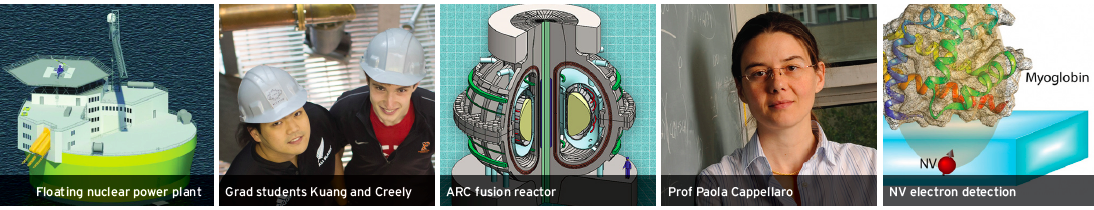 Floating nuclear power plant
Grad students Kuang and Creely
ARC fusion reactor
Prof Paola Cappellaro
Myoglobin
NV
NV electron detection